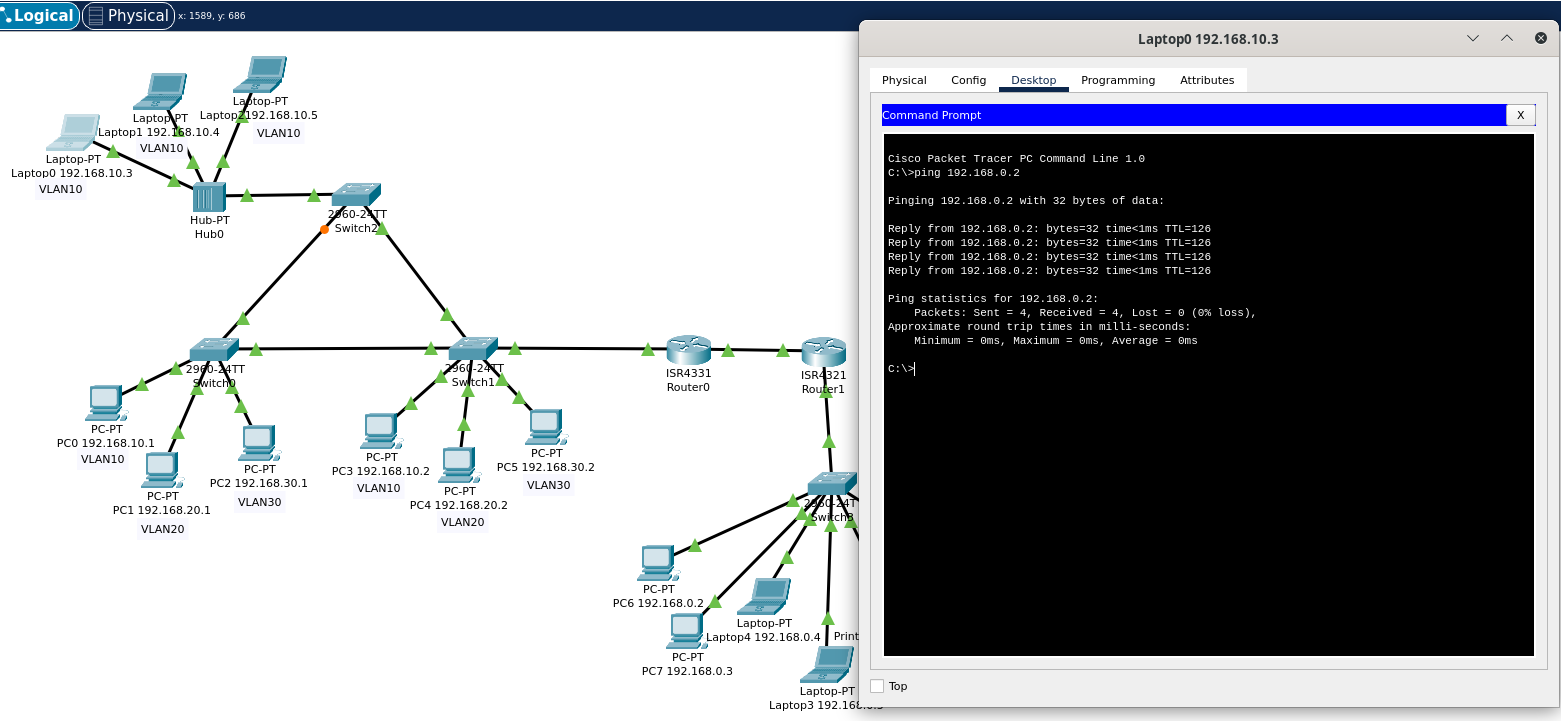 Logical
Physical
x: 1589, y: 686
Laptop-PT
Laptop2192.168.10.5
VLAN10
Laptop-PT
Laptop1 192.168.10.4
VLAN10
Laptop-PT
Laptop0 192.168.10.3
VLAN10
Hub-PT
Hub0
2960-24TT
Switch2
2960-24TT
Switch0
2960-24TT
Switch1
ISR4331
Router0
ISR4321
Router1
PC-PT
PC0 192.168.10.1
VLAN10
PC-PT
PC1 192.168.20.1
VLAN20
PC-PT
PC2 192.168.30.1
VLAN30
PC-PT
PC3 192.168.10.2
VLAN10
PC-PT
PC4 192.168.20.2
VLAN20
PC-PT
PC5 192.168.30.2
VLAN30
2960-24T
Switch3
PC-PT
PC6 192.168.0.2
Laptop-PT
Laptop4 192.168.0.4
Print
PC-PT
PC7 192.168.0.3
Laptop-PT
Laptop3
Laptop0 192.168.10.3
Physical Config Desktop Programming Attributes
Command Prompt
X
Cisco Packet Tracer PC Command Line 1.0
C:\>ping 192.168.0.2
Pinging 192.168.0.2 with 32 bytes of data:
Reply from 192.168.0.2: bytes=32 time<1ms TTL=126
Reply from 192.168.0.2: bytes=32 time<1ms TTL=126
Reply from 192.168.0.2: bytes=32 time<1ms TTL=126
Reply from 192.168.0.2: bytes=32 time<1ms TTL=126
Ping statistics for 192.168.0.2:
Packets: Sent = 4, Received = 4, Lost = 0 (0% loss),
Approximate round trip times in milli-seconds:
Minimum = 0ms, Maximum = 0ms, Average = 0ms
C:\>
Top